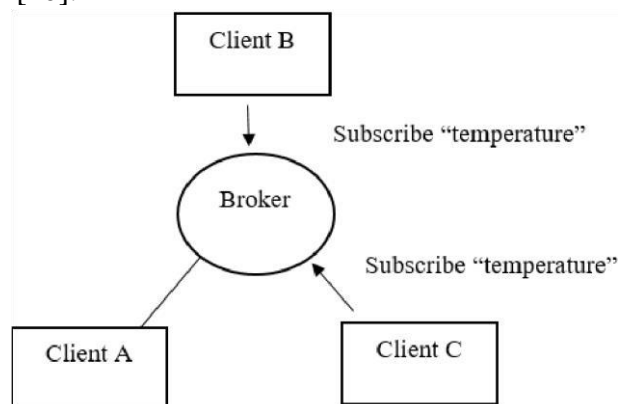 Client B
Subscribe “temperature”
Broker
Subscribe “temperature”
Client A
Client C